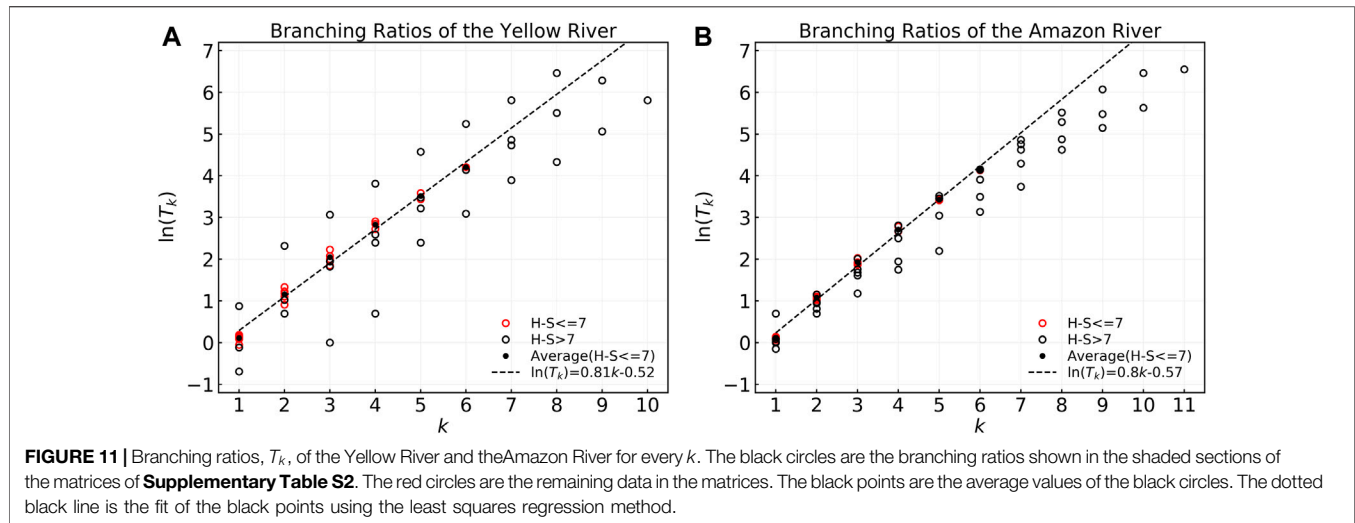 A
Branching Ratios of the Yellow River
7
6
5
4
3
2
1
0
−1
ln(Tk)
H-S<=7
H-S>7
Average(H-S<=7)
ln(Tk)=0.81k-0.52
1 2 3 4 5 6 7 8 9 10
k
B
Branching Ratios of the Amazon River
7
6
5
4
3
2
1
0
−1
ln(Tk)
H-S<=7
H-S>7
Average(H-S<=7)
ln(Tk)=0.8k-0.57
1 2 3 4 5 6 7 8 9 10 11
k
FIGURE 11 | Branching ratios, Tk, of the Yellow River and theAmazon River for every k. The black circles are the branching ratios shown in the shaded sections of
the matrices of Supplementary Table S2. The red circles are the remaining data in the matrices. The black points are the average values of the black circles. The dotted
black line is the fit of the black points using the least squares regression method.